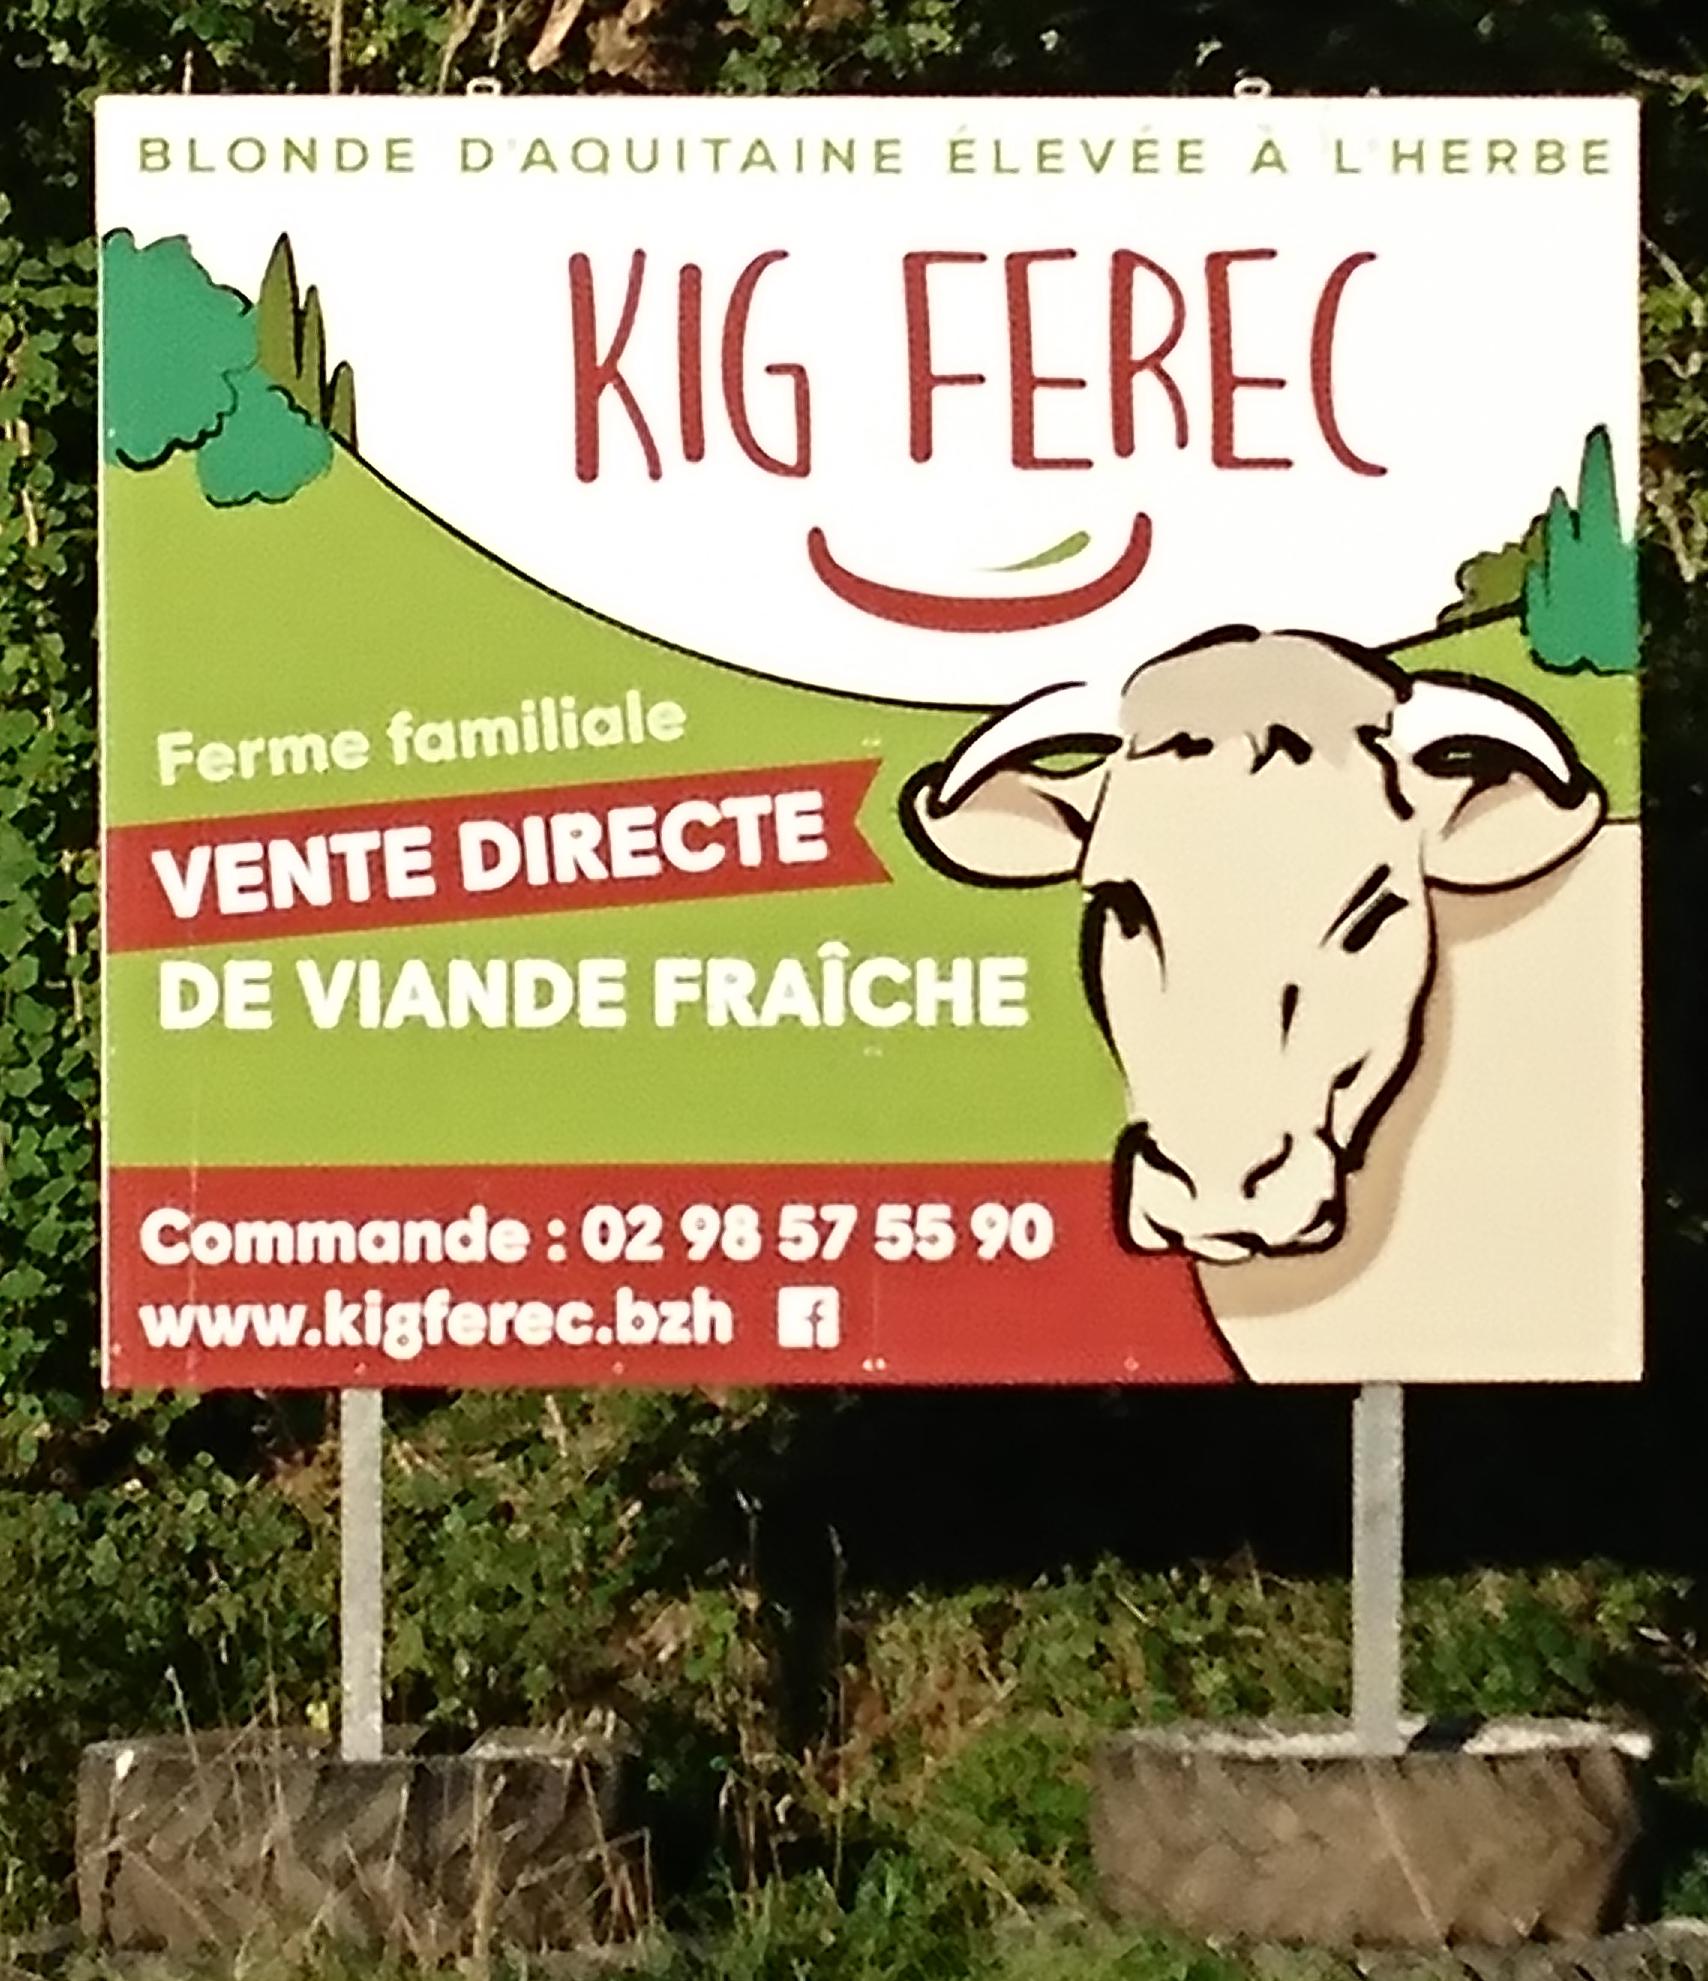 BLONDE D'AQUITAINE ÉLEVÉE À L'HERBE
KIG FEREC
Ferme familiale
VENTE DIRECTE
DE VIANDE FRAÎCHE
Commande : 02 98 57 55 90
www.kigferec.bzh f